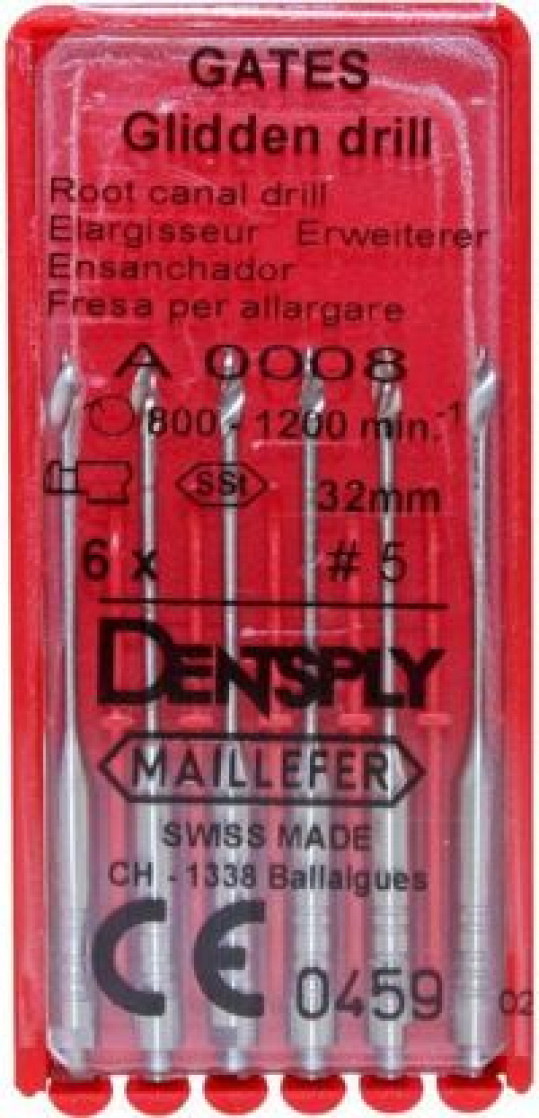 GATES
Glidden drill
Root canal drill
Elargisseur Erweiterer
Ensanchador
Fresa per allargare
A 0008
800 - 1200 min.-1
SSt 32mm
6 x # 5
DENTSPLY
MAILLEFER
SWISS MADE
CH - 1338 Ballaigues
CE 0459 02